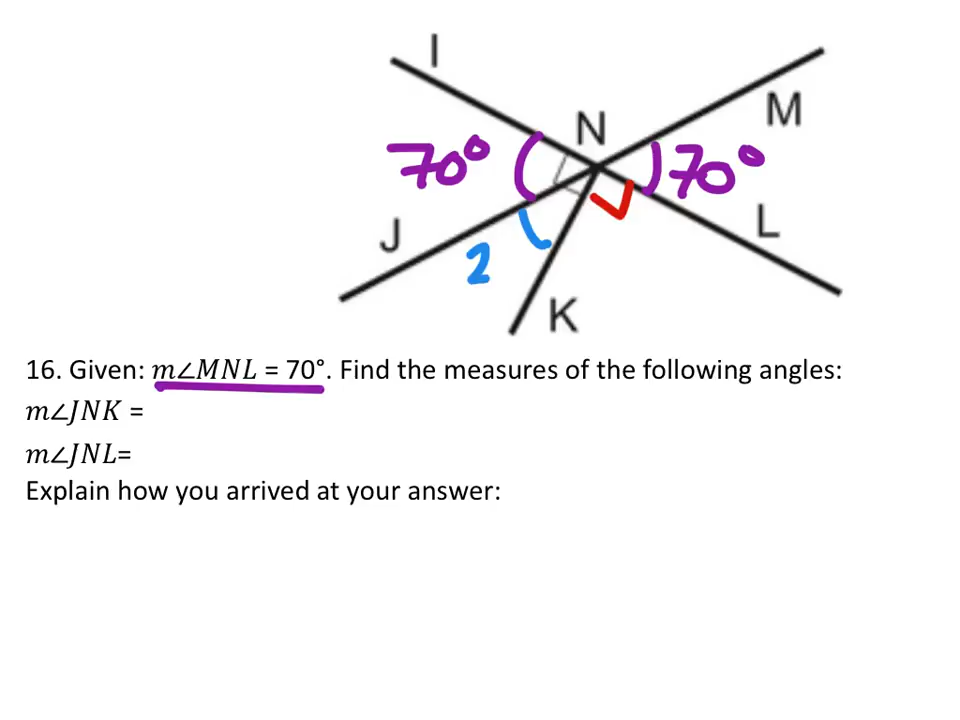 I
N
M
70°
70°
J
L
2
K
16. Given: m∠MNL = 70°. Find the measures of the following angles:
m∠JNK =
m∠JNL=
Explain how you arrived at your answer: